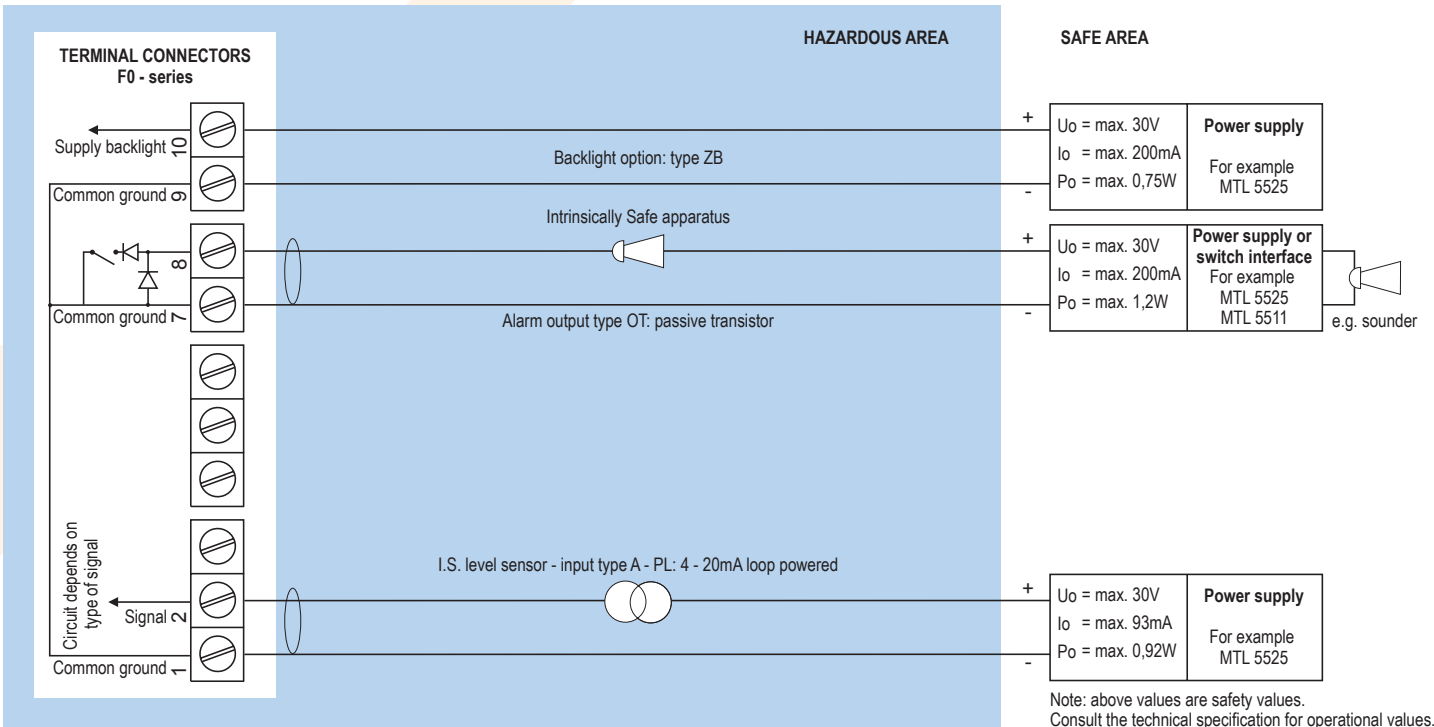 HAZARDOUS AREA
SAFE AREA
TERMINAL CONNECTORS
F0 - series
Supply backlight
10
Common ground
9
Backlight option: type ZB
+
-
Uo = max. 30V
Io = max. 200mA
Po = max. 0,75W
Power supply
For example
MTL 5525
Intrinsically Safe apparatus
8
Common ground
7
Alarm output type OT: passive transistor
+
-
Uo = max. 30V
Io = max. 200mA
Po = max. 1,2W
Power supply or
switch interface
For example
MTL 5525
MTL 5511
e.g. sounder
Circuit depends on
type of signal
I.S. level sensor - input type A - PL: 4 - 20mA loop powered
Signal
2
Common ground
1
+
-
Uo = max. 30V
Io = max. 93mA
Po = max. 0,92W
Power supply
For example
MTL 5525
Note: above values are safety values.
Consult the technical specification for operational values.